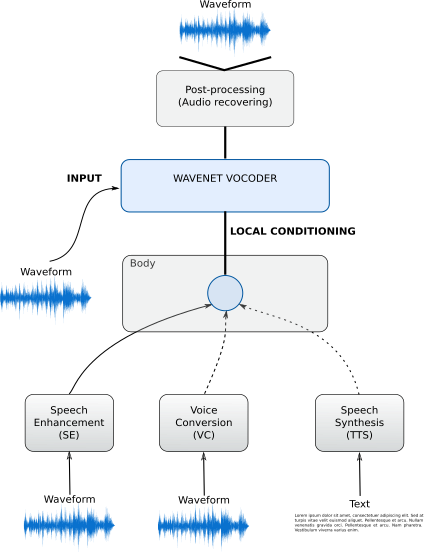 Waveform
Post-processing
(Audio recovering)
INPUT
WAVENET VOCODER
LOCAL CONDITIONING
Body
Waveform
Speech
Enhancement
(SE)
Voice
Conversion
(VC)
Speech
Synthesis
(TTS)
Waveform
Waveform
Text
Lorem ipsum dolor sit amet, consectetuer adipiscing elit. Sed at
turpis vitae velit euismod aliquet. Pellentesque et arcu. Nullam
venenatis gravida orci. Pellentesque et arcu. Nam pharetra.
Vestibulum viverra varius enim.